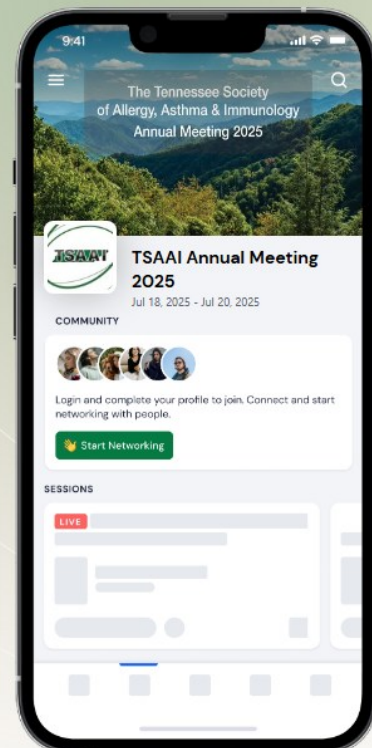 9:41
The Tennessee Society
of Allergy, Asthma & Immunology
Annual Meeting 2025
TSAAI
TSAAI Annual Meeting
2025
Jul 18, 2025 - Jul 20, 2025
COMMUNITY
Login and complete your profile to join. Connect and start
networking with people.
👋 Start Networking
SESSIONS
LIVE